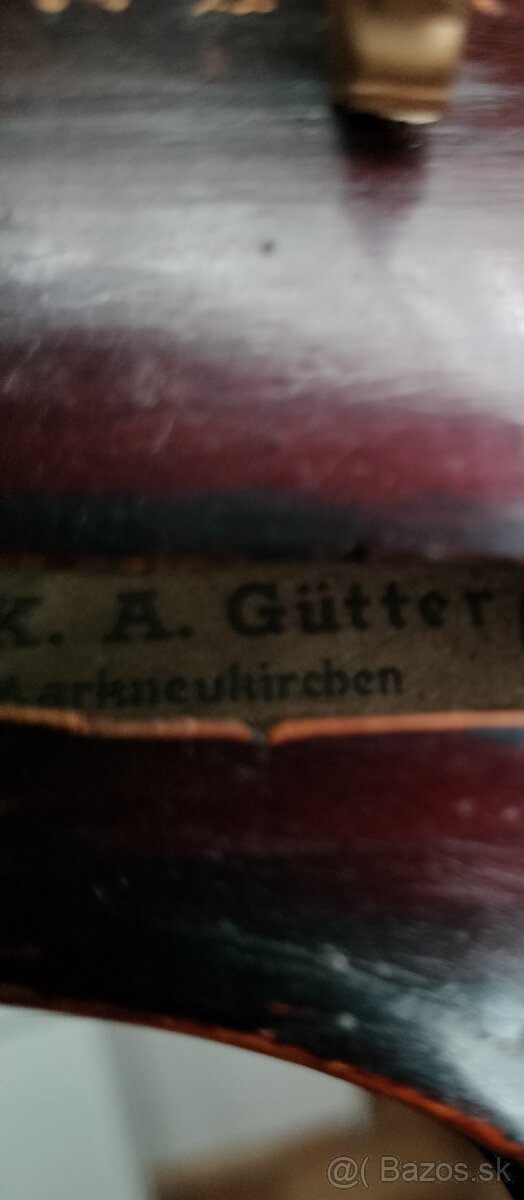 K. A. Gütter
Markneukirchen
@( Bazos.sk